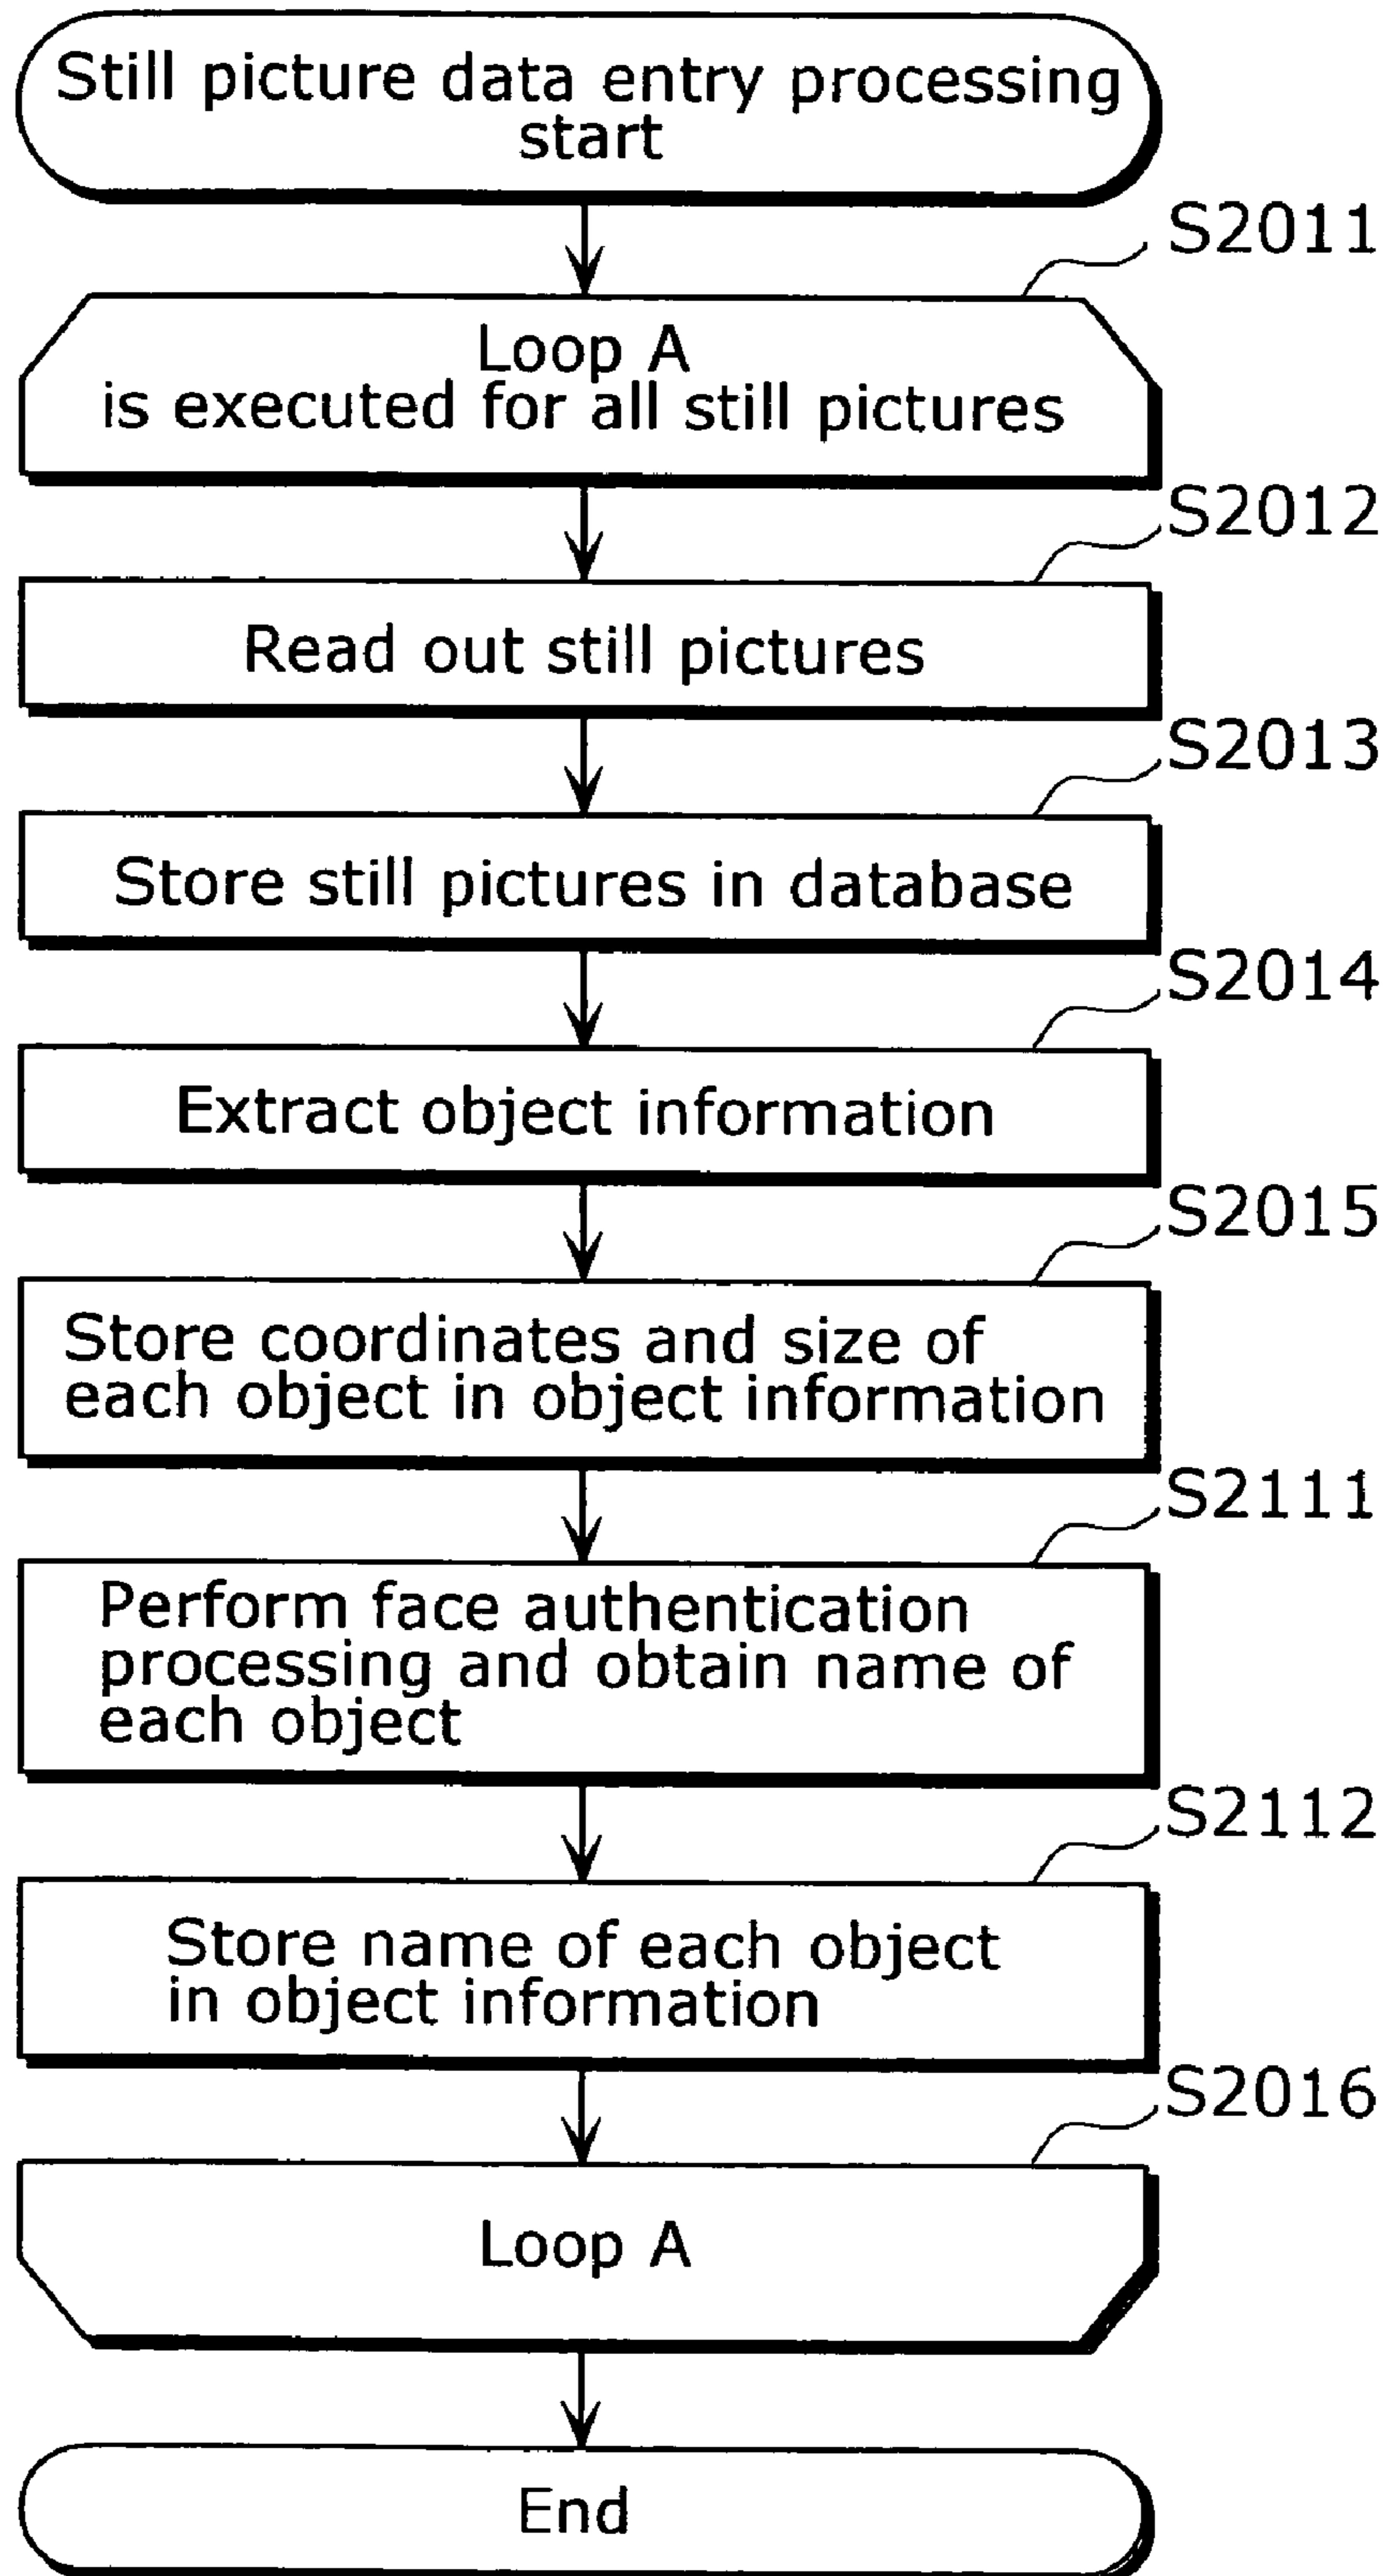 Still picture data entry processing
start
S2011
Loop A
is executed for all still pictures
S2012
Read out still pictures
S2013
Store still pictures in database
S2014
Extract object information
S2015
Store coordinates and size of
each object in object information
S2111
Perform face authentication
processing and obtain name of
each object
S2112
Store name of each object
in object information
S2016
Loop A
End